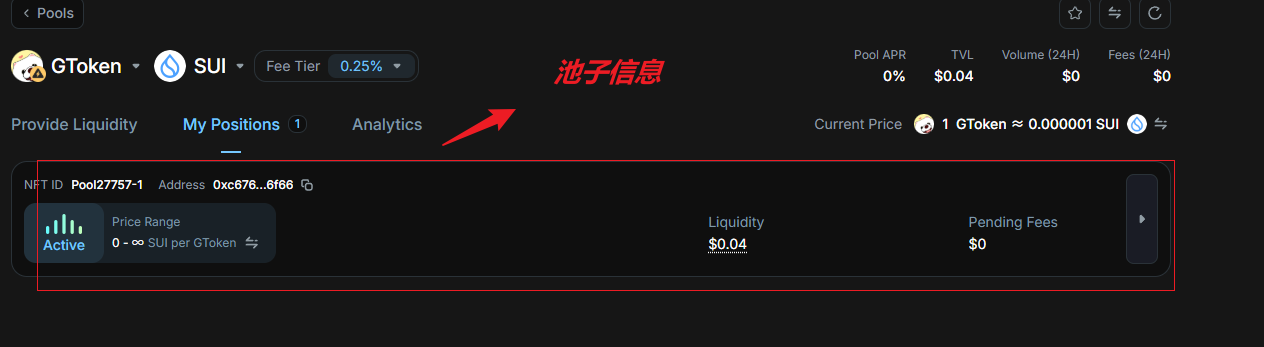 Pools
GToken SUI Fee Tier 0.25%
池子信息
Pool APR TVL Volume (24H) Fees (24H)
0% $0.04 $0 $0
Provide Liquidity My Positions 1 Analytics
Current Price 1 GToken ≈ 0.000001 SUI
NFT ID Pool27757-1 Address 0xc676...6f66
Active
Price Range
0 - ∞ SUI per GToken
Liquidity
$0.04
Pending Fees
$0